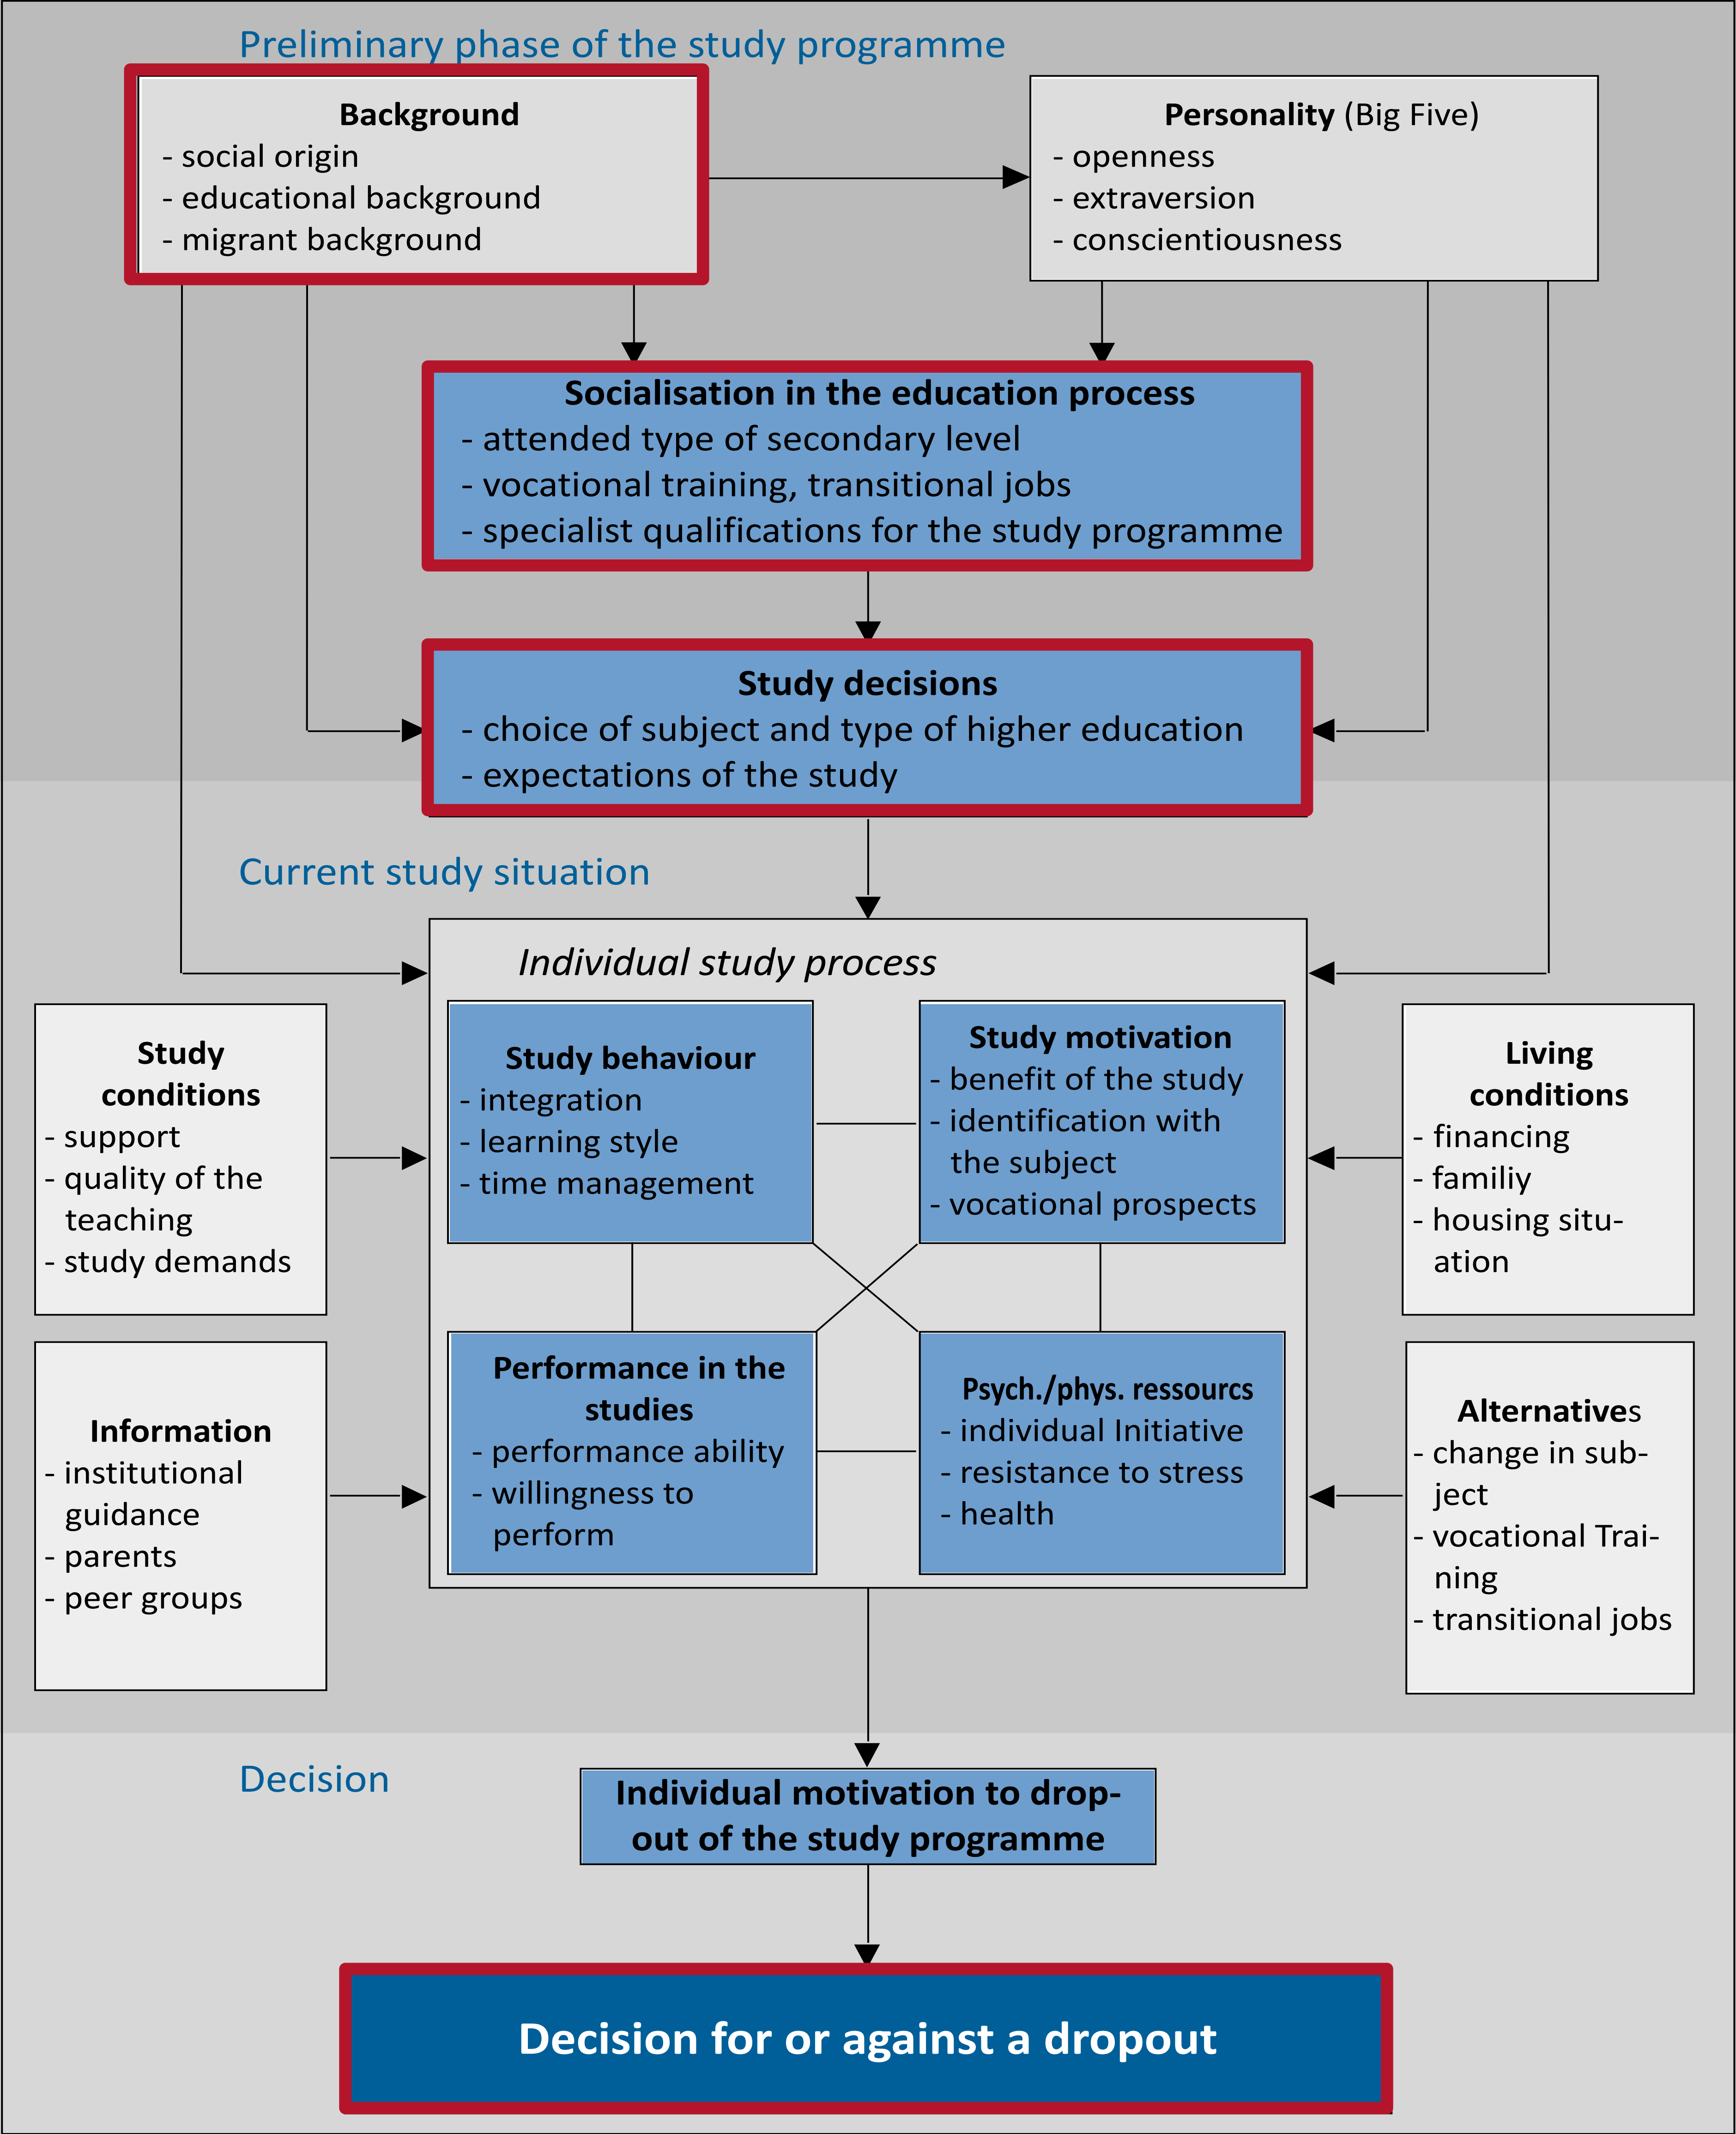 Preliminary phase of the study programme
Background
- social origin
- educational background
- migrant background
Personality (Big Five)
- openness
- extraversion
- conscientiousness
Socialisation in the education process
- attended type of secondary level
- vocational training, transitional jobs
- specialist qualifications for the study programme
Study decisions
- choice of subject and type of higher education
- expectations of the study
Current study situation
Individual study process
Study
conditions
- support
- quality of the
teaching
- study demands
Study behaviour
- integration
- learning style
- time management
Study motivation
- benefit of the study
- identification with
the subject
- vocational prospects
Living
conditions
- financing
- familiy
- housing situ-
ation
Information
- institutional
guidance
- parents
- peer groups
Performance in the
studies
- performance ability
- willingness to
perform
Psych./phys. ressourcs
- individual Initiative
- resistance to stress
- health
Alternatives
- change in sub-
ject
- vocational Trai-
ning
- transitional jobs
Decision
Individual motivation to drop-
out of the study programme
Decision for or against a dropout